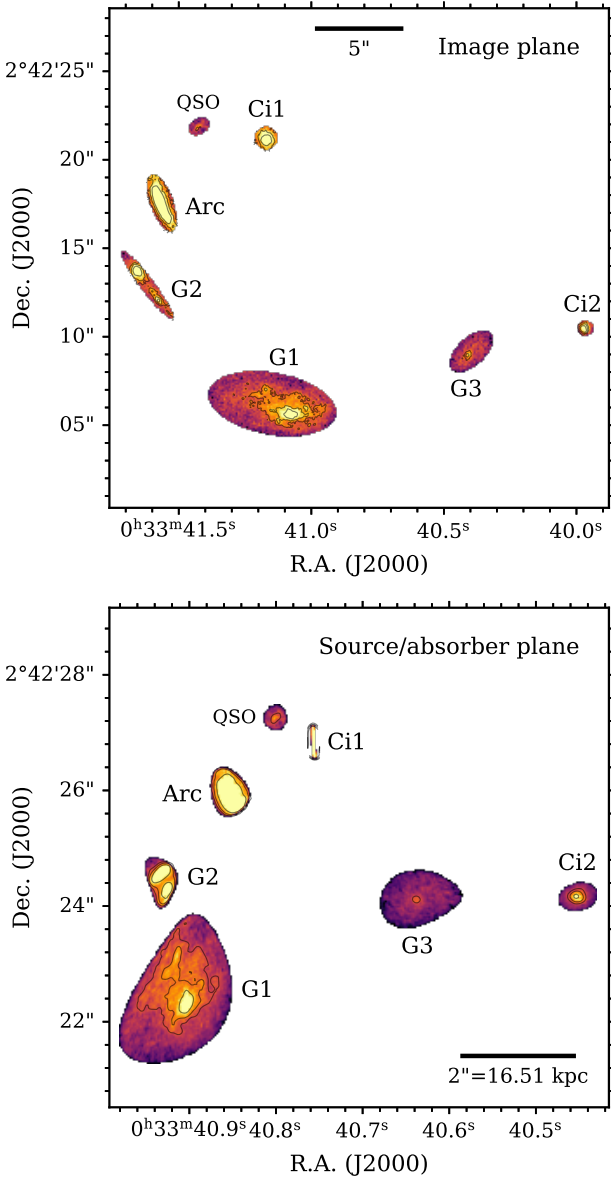 Image plane
5"
2°42'25"
20"
15"
10"
05"
Dec. (J2000)
QSO
Ci1
Arc
G2
G1
G3
Ci2
0ʰ33ᵐ41.5ˢ 41.0ˢ 40.5ˢ 40.0ˢ
R.A. (J2000)
Source/absorber plane
2°42'28"
26"
24"
22"
Dec. (J2000)
QSO
Ci1
Arc
G2
Ci2
G3
G1
2"=16.51 kpc
0ʰ33ᵐ40.9ˢ 40.8ˢ 40.7ˢ 40.6ˢ 40.5ˢ
R.A. (J2000)